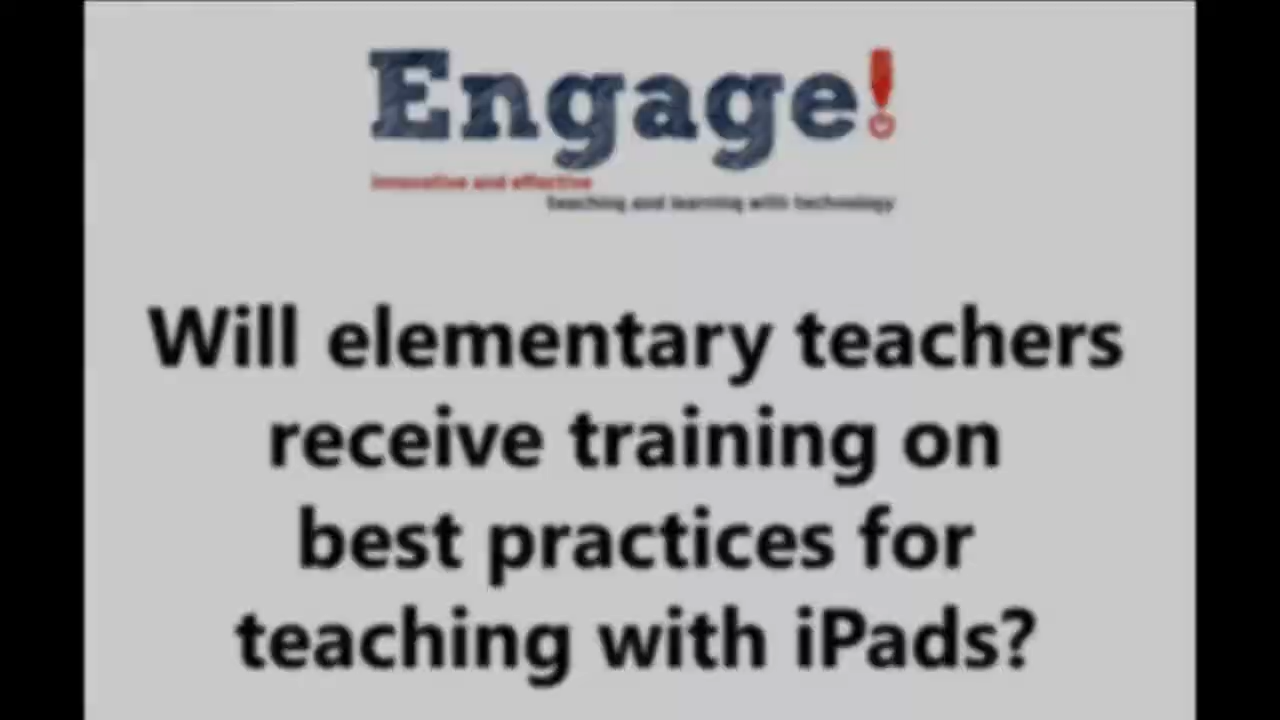 Engage!
innovative and effective
teaching and learning with technology
Will elementary teachers
receive training on
best practices for
teaching with iPads?